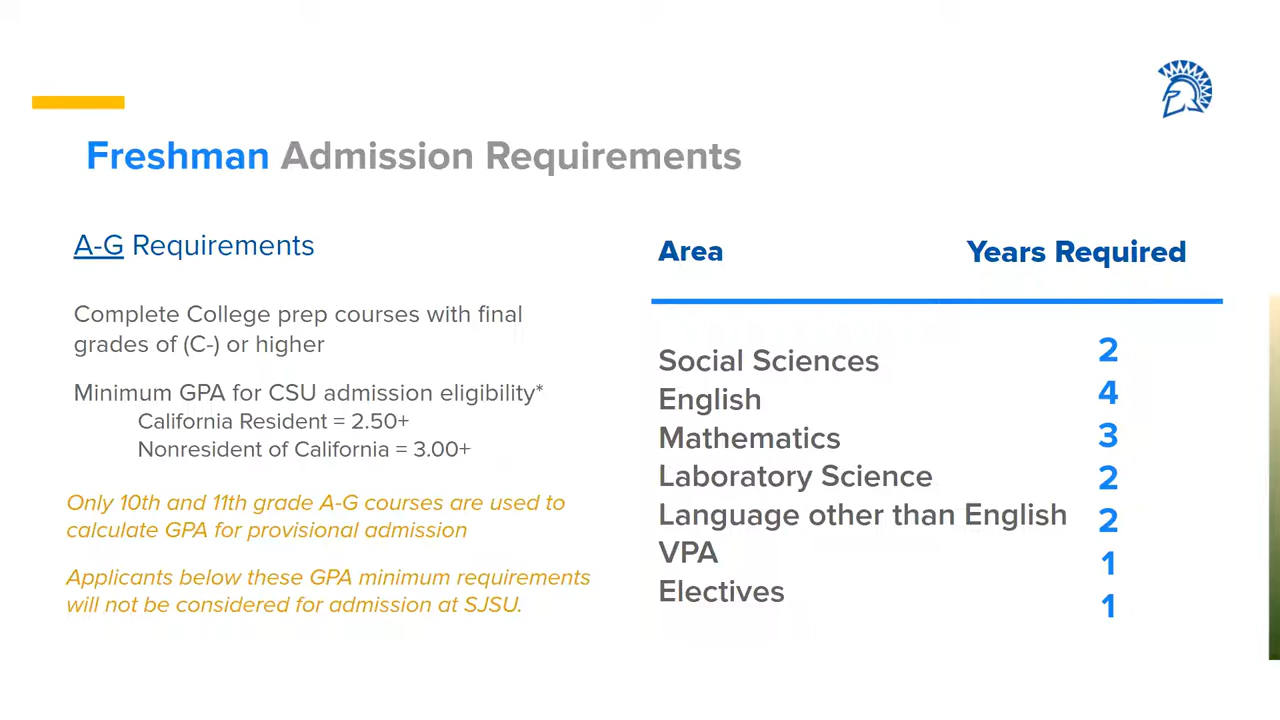 Freshman Admission Requirements
A-G Requirements
Complete College prep courses with final
grades of (C-) or higher
Minimum GPA for CSU admission eligibility*
California Resident = 2.50+
Nonresident of California = 3.00+
Only 10th and 11th grade A-G courses are used to
calculate GPA for provisional admission
Applicants below these GPA minimum requirements
will not be considered for admission at SJSU.
Area Years Required
Social Sciences 2
English 4
Mathematics 3
Laboratory Science 2
Language other than English 2
VPA 1
Electives 1